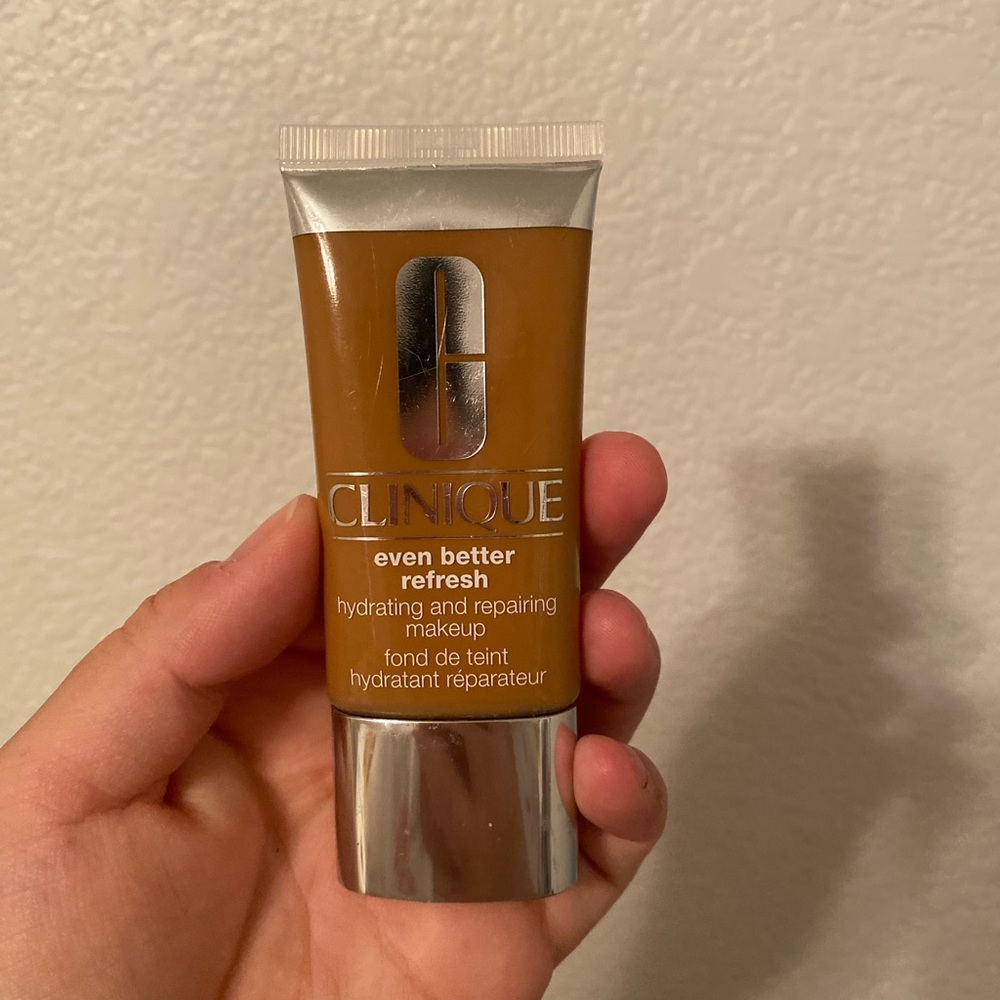 CLINIQUE
even better
refresh
hydrating and repairing
makeup
fond de teint
hydratant réparateur